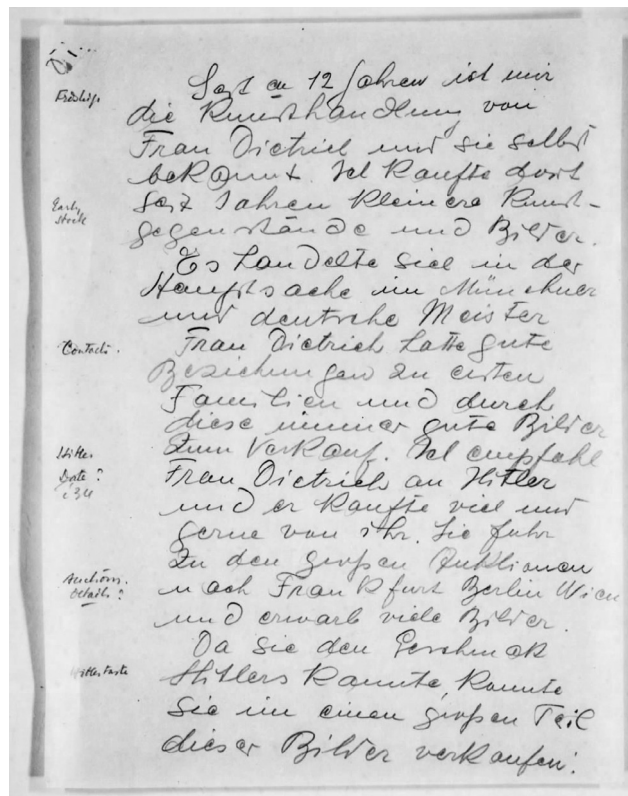 Seit ca 12 Jahren ist mir
Friendship
die Kunsthandlung von
Frau Dietrich und sie selbst
bekannt. Ich kaufte dort
Early stock
seit Jahren kleinere Kunst-
gegenstände und Bilder.
Es handelte sich in der
Hauptsache um Münchner
und deutsche Meister
Contacts.
Frau Dietrich hatte gute
Beziehungen zu ersten
Familien und durch
diese immer gute Bilder
Hitler.
zum Verkauf. Ich empfahl
Date?
Frau Dietrich an Hitler
c 34
und er kaufte viel und
gerne von ihr. Sie fuhr
zu den großen Auktionen
Auctions.
nach Frankfurt Berlin Wien
Details?
und erwarb viele Bilder.
Da sie den Geschmak
Hitlers taste
Hitlers kannte, konnte
sie im einen großen Teil
dieser Bilder verkaufen.